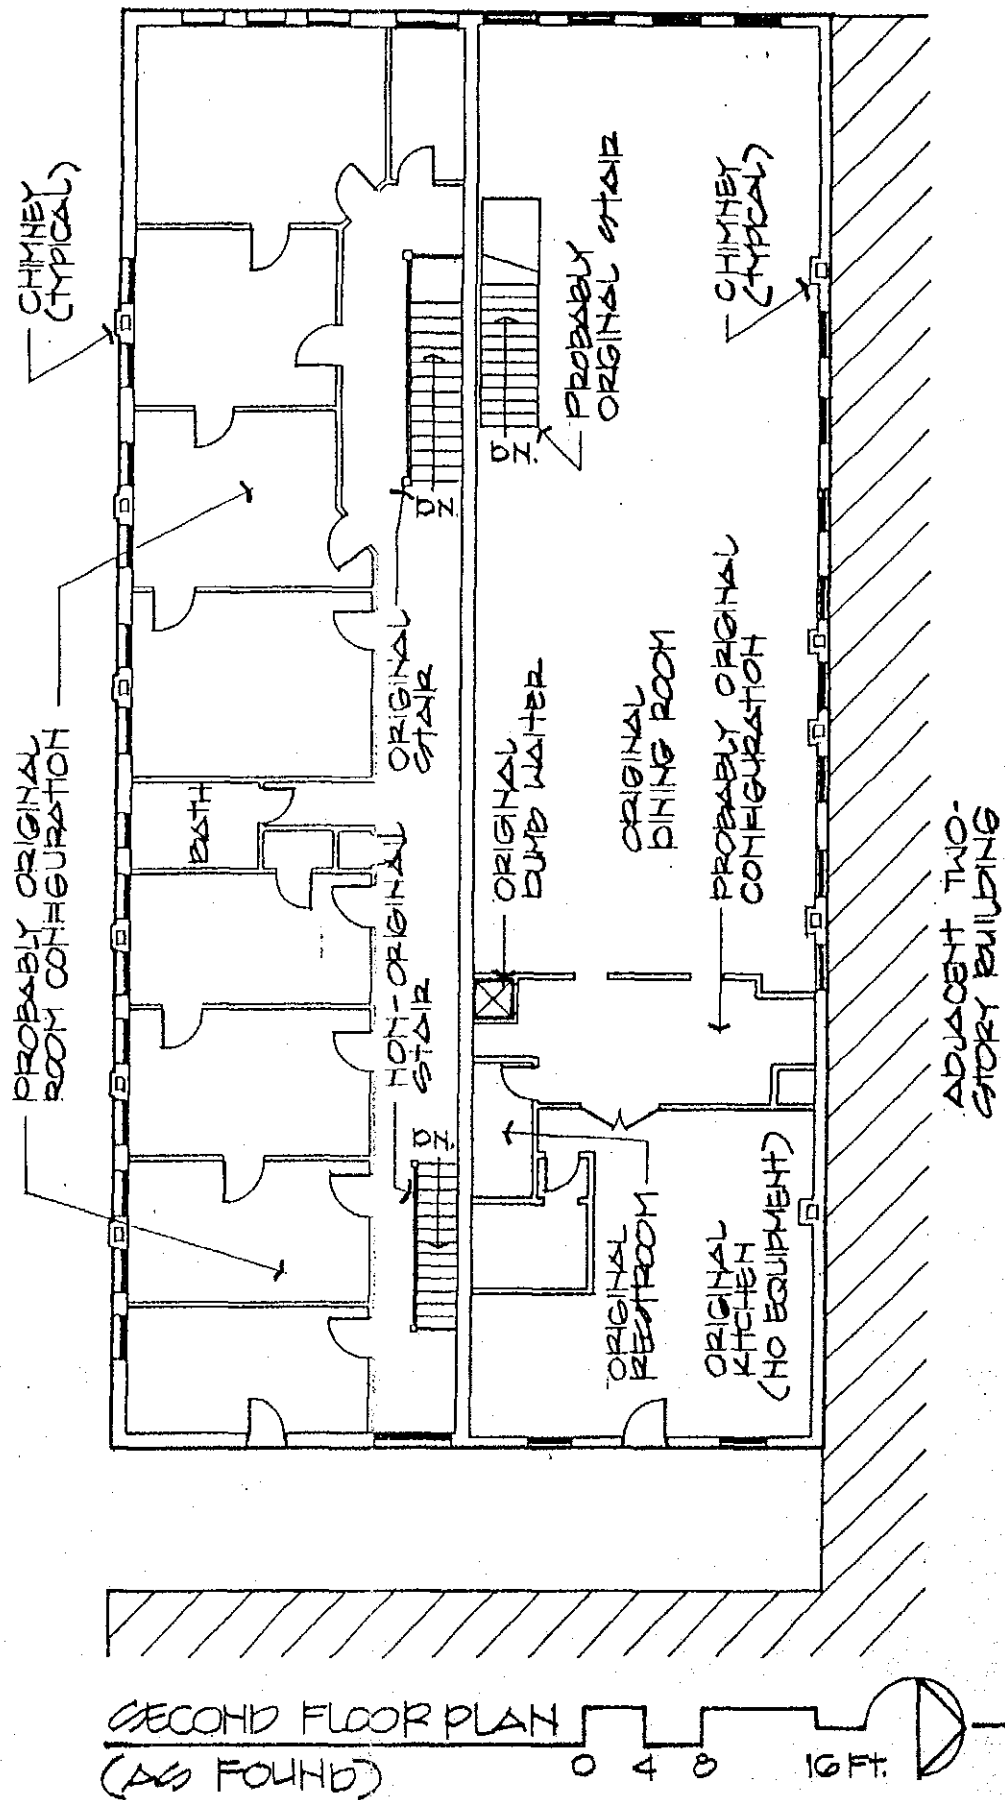 CHIMNEY
(TYPICAL)
PROBABLY ORIGINAL
ROOM CONFIGURATION
BATH
ORIGINAL
STAIR
DN.
NON-ORIGINAL
STAIR
DN.
PROBABLY
ORIGINAL STAIR
DN.
CHIMNEY
(TYPICAL)
ORIGINAL
DUMB WAITER
ORIGINAL
DINING ROOM
PROBABLY ORIGINAL
CONFIGURATION
ORIGINAL
RESTROOM
ORIGINAL
KITCHEN
(NO EQUIPMENT)
ADJACENT TWO-
STORY BUILDING
SECOND FLOOR PLAN
(AS FOUND)
0 4 8 16 FT.